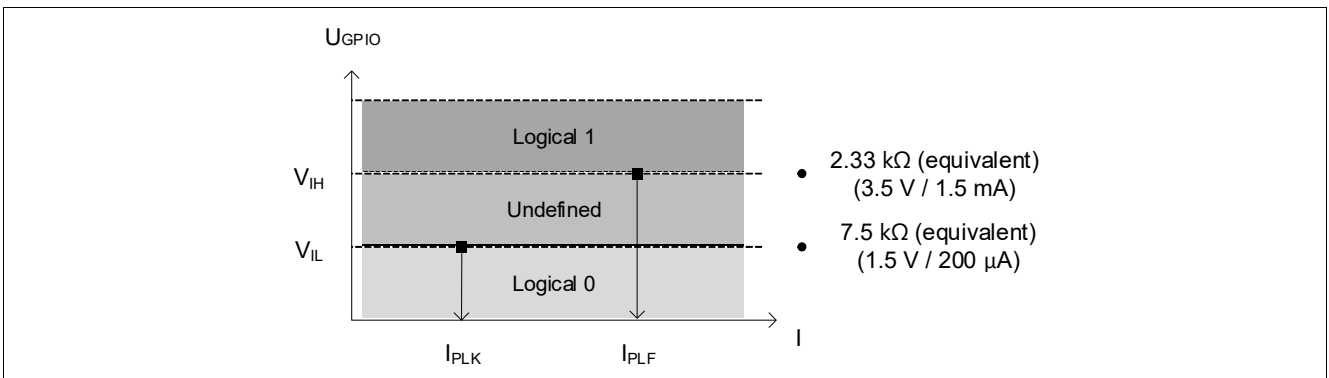 UGPIO
Logical 1
VIH
2.33 kΩ (equivalent)
(3.5 V / 1.5 mA)
Undefined
VIL
7.5 kΩ (equivalent)
(1.5 V / 200 µA)
Logical 0
I
IPLK
IPLF